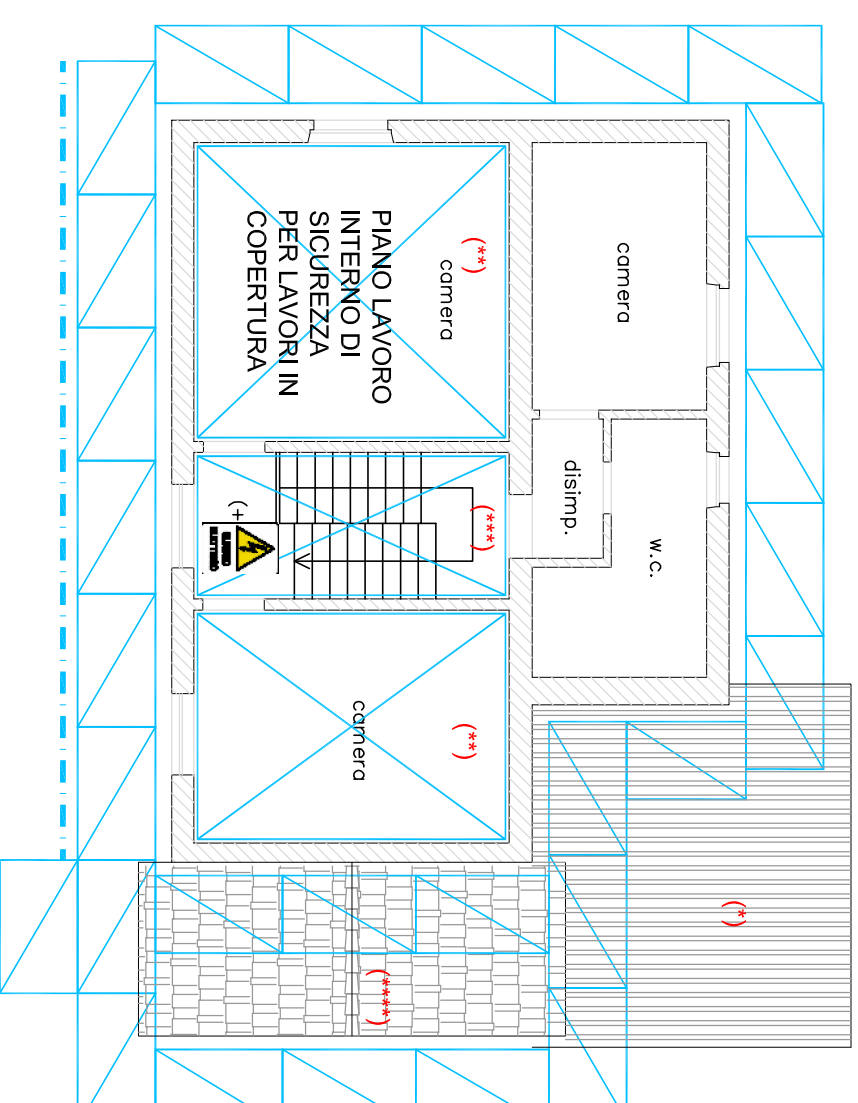 (*)
w.c.
camera
disimp.
(***)
(**)
camera
(**)
camera
(****)
PIANO LAVORO
INTERNO DI
SICUREZZA
PER LAVORI IN
COPERTURA
(+